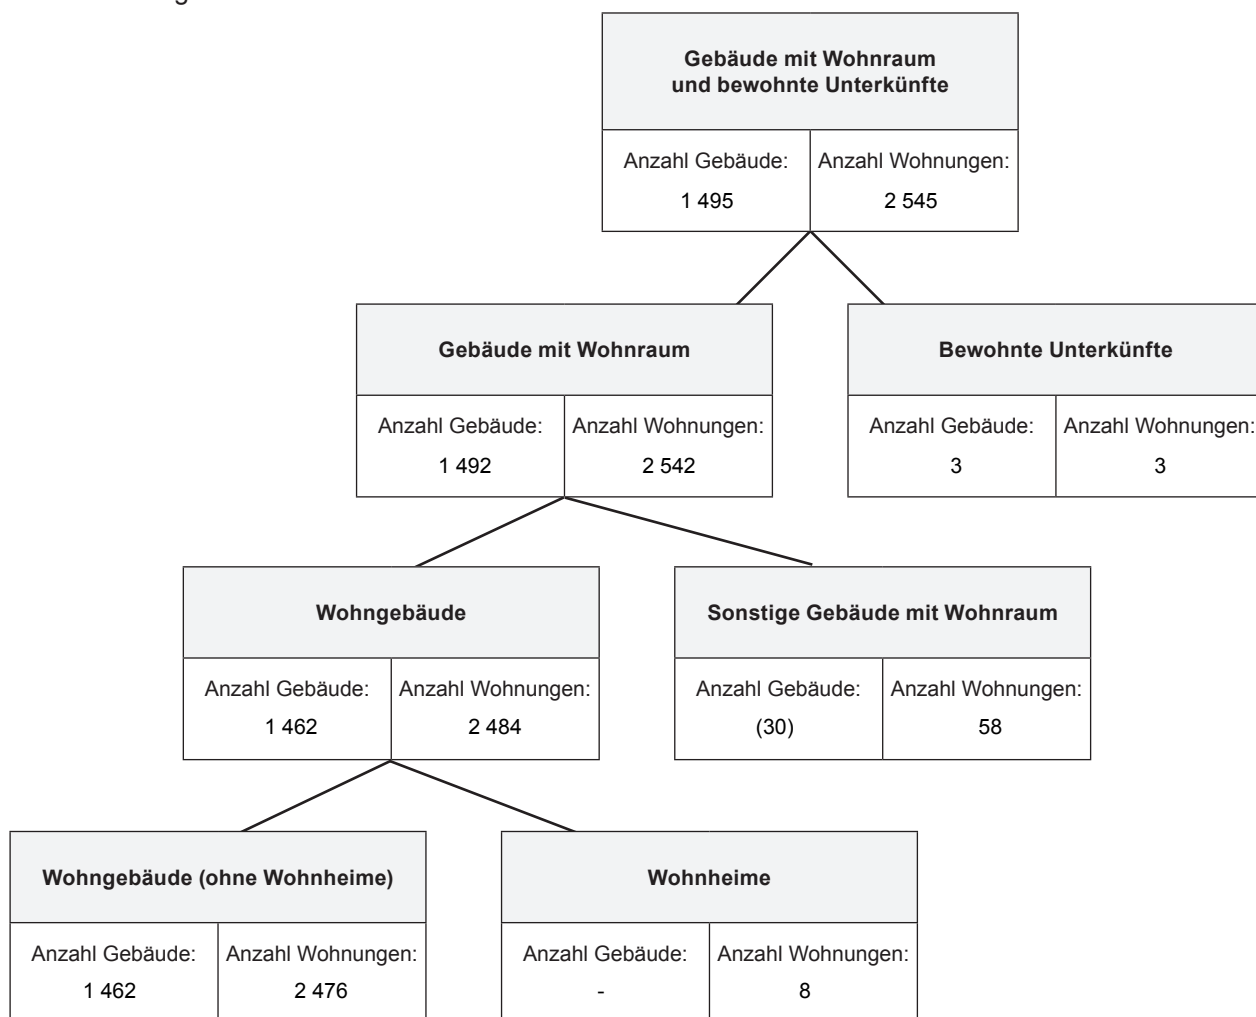 Gebäude mit Wohnraum
und bewohnte Unterkünfte
Anzahl Gebäude: Anzahl Wohnungen:
1 495 2 545
Gebäude mit Wohnraum Bewohnte Unterkünfte
Anzahl Gebäude: Anzahl Wohnungen: Anzahl Gebäude: Anzahl Wohnungen:
1 492 2 542 3 3
Wohngebäude Sonstige Gebäude mit Wohnraum
Anzahl Gebäude: Anzahl Wohnungen: Anzahl Gebäude: Anzahl Wohnungen:
1 462 2 484 (30) 58
Wohngebäude (ohne Wohnheime) Wohnheime
Anzahl Gebäude: Anzahl Wohnungen: Anzahl Gebäude: Anzahl Wohnungen:
1 462 2 476 - 8